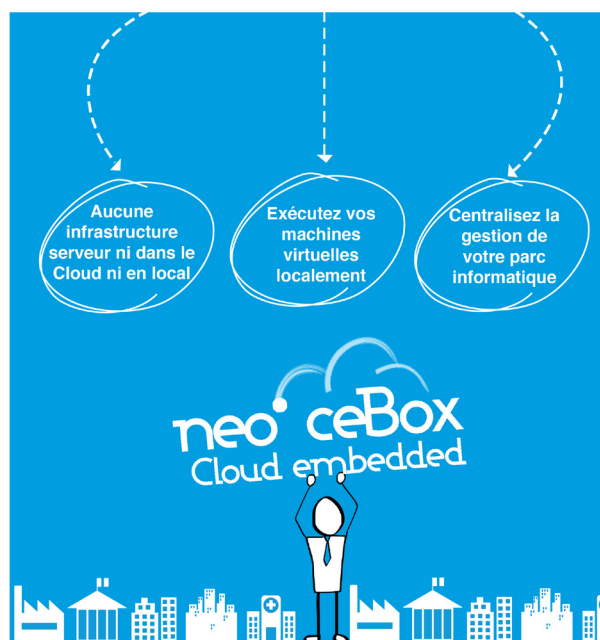 Aucune
infrastructure
serveur ni dans le
Cloud ni en local
Exécutez vos
machines
virtuelles
localement
Centralisez la
gestion de
votre parc
informatique
neo ceBox
Cloud embedded